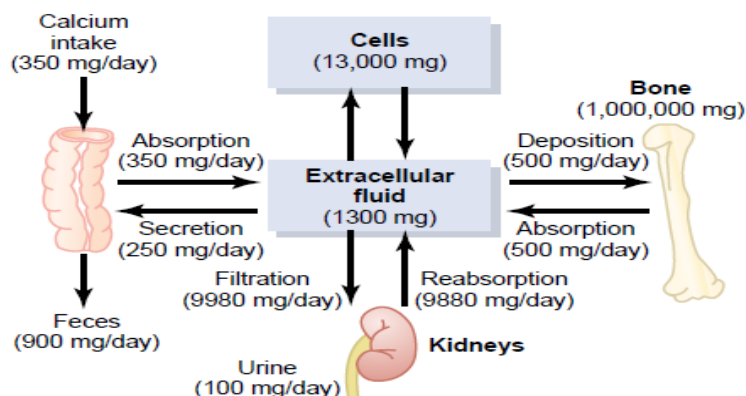 Calcium
intake
(350 mg/day)
Cells
(13,000 mg)
Bone
(1,000,000 mg)
Absorption
(350 mg/day)
Deposition
(500 mg/day)
Extracellular
fluid
(1300 mg)
Secretion
(250 mg/day)
Absorption
(500 mg/day)
Filtration
(9980 mg/day)
Reabsorption
(9880 mg/day)
Feces
(900 mg/day)
Kidneys
Urine
(100 mg/day)